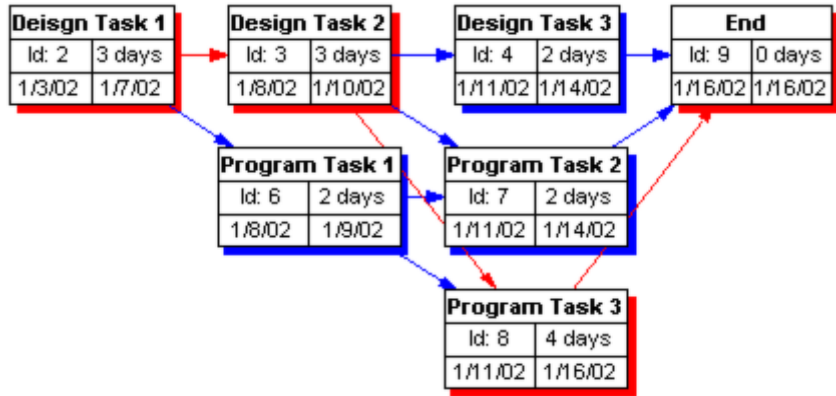 Deisgn Task 1
Id: 2 3 days
1/3/02 1/7/02
Design Task 2
Id: 3 3 days
1/8/02 1/10/02
Design Task 3
Id: 4 2 days
1/11/02 1/14/02
End
Id: 9 0 days
1/16/02 1/16/02
Program Task 1
Id: 6 2 days
1/8/02 1/9/02
Program Task 2
Id: 7 2 days
1/11/02 1/14/02
Program Task 3
Id: 8 4 days
1/11/02 1/16/02